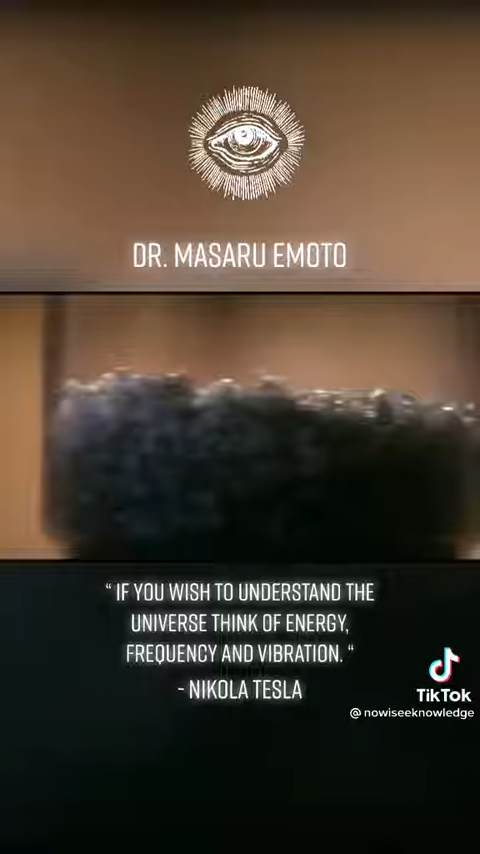 DR. MASARU EMOTO
“ IF YOU WISH TO UNDERSTAND THE
UNIVERSE THINK OF ENERGY,
FREQUENCY AND VIBRATION. “
- NIKOLA TESLA
TikTok
@ nowiseeknowledge